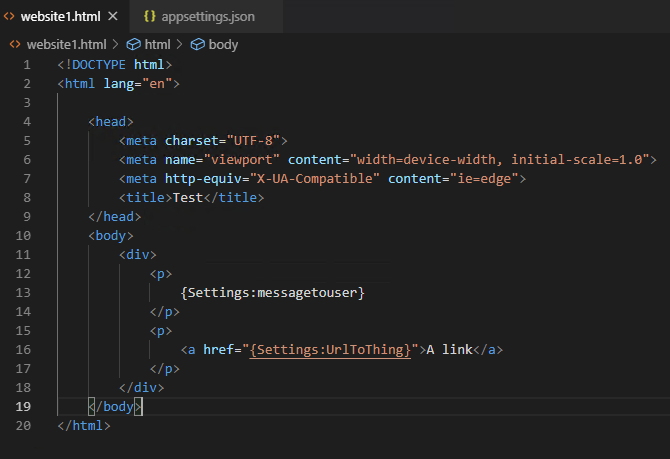 website1.html × {} appsettings.json
website1.html > html > body
1 <!DOCTYPE html>
2 <html lang="en">
3
4 <head>
5 <meta charset="UTF-8">
6 <meta name="viewport" content="width=device-width, initial-scale=1.0">
7 <meta http-equiv="X-UA-Compatible" content="ie=edge">
8 <title>Test</title>
9 </head>
10 <body>
11 <div>
12 <p>
13 {Settings:messagetouser}
14 </p>
15 <p>
16 <a href="{Settings:UrlToThing}">A link</a>
17 </p>
18 </div>
19 </body>
20 </html>